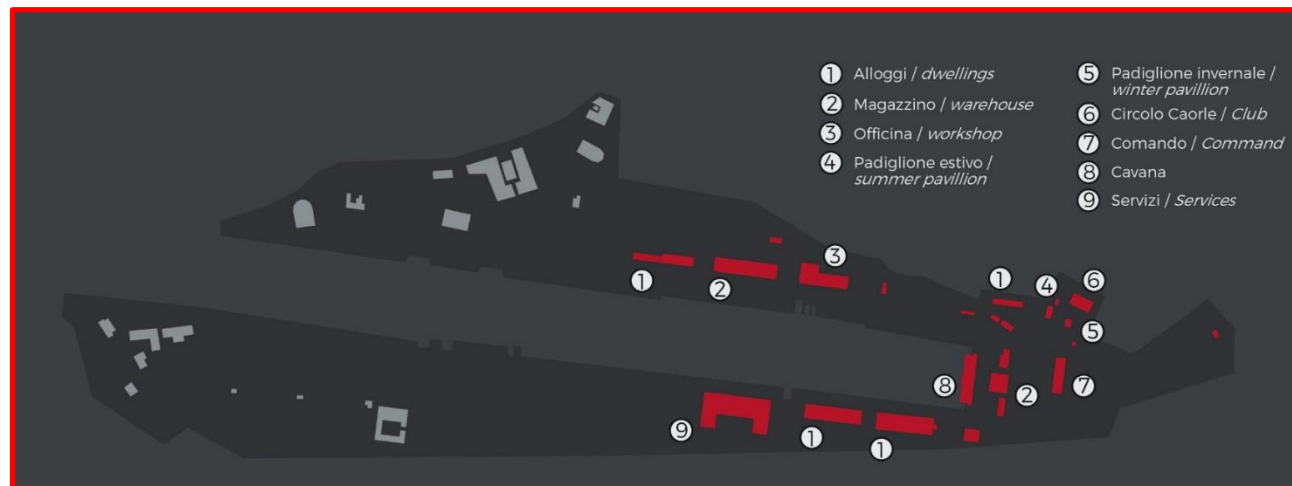 1 Alloggi / dwellings
2 Magazzino / warehouse
3 Officina / workshop
4 Padiglione estivo /
summer pavillion
5 Padiglione invernale /
winter pavillion
6 Circolo Caorle / Club
7 Comando / Command
8 Cavana
9 Servizi / Services
3
1
2
1
4
6
5
8
2
7
9
1
1